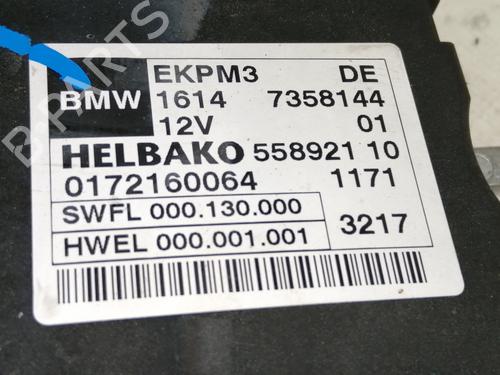 EKPM3 DE
BMW 1614 7358144
12V 01
HELBAKO 558921 10
0172160064 1171
SWFL 000.130.000
HWEL 000.001.001 3217
B-PARTS